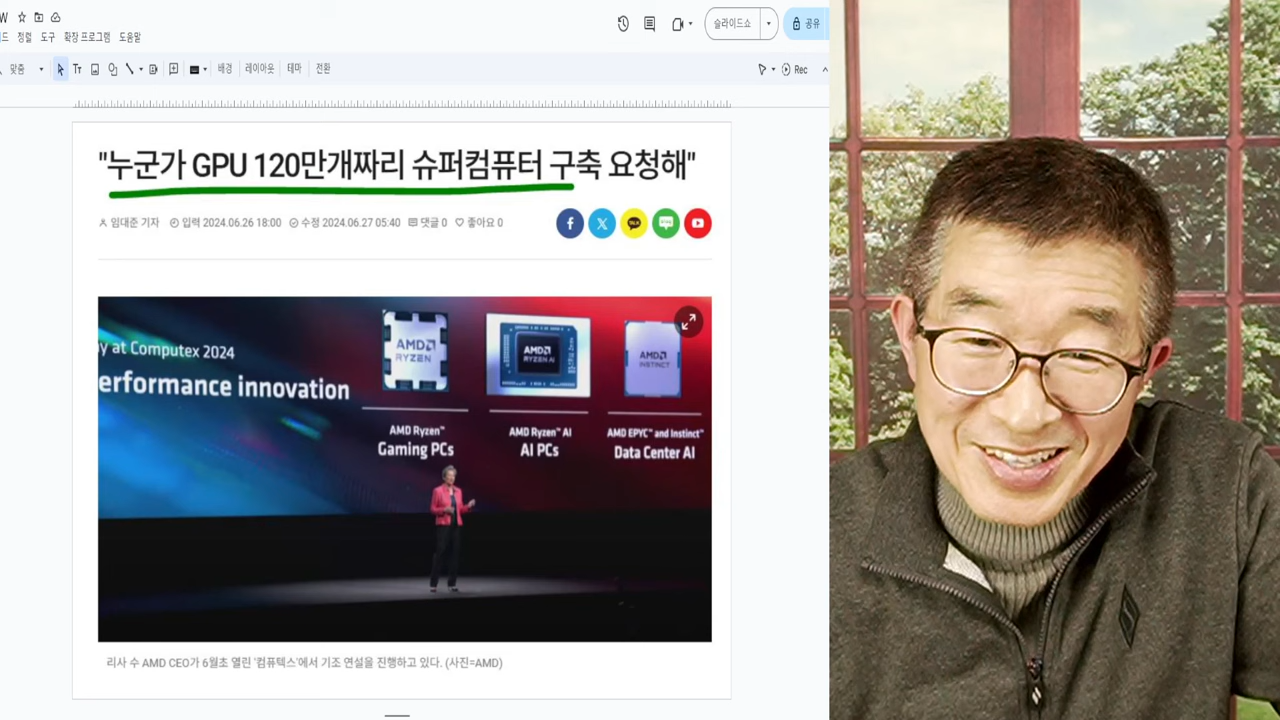 W
드 정렬 도구 확장 프로그램 도움말
슬라이드쇼
공유
맞춤
Tт
배경 레이아웃 테마 전환
Rec
"누군가 GPU 120만개짜리 슈퍼컴퓨터 구축 요청해"
임대준 기자 입력 2024.06.26 18:00 수정 2024.06.27 05:40 댓글 0 좋아요 0
y at Computex 2024
erformance innovation
AMD
RYZEN
AMD
RYZEN AI
AMD
INSTINCT
AMD Ryzen™
Gaming PCs
AMD Ryzen™ AI
AI PCs
AMD EPYC™ and Instinct™
Data Center AI
리사 수 AMD CEO가 6월초 열린 '컴퓨텍스'에서 기조 연설을 진행하고 있다. (사진=AMD)